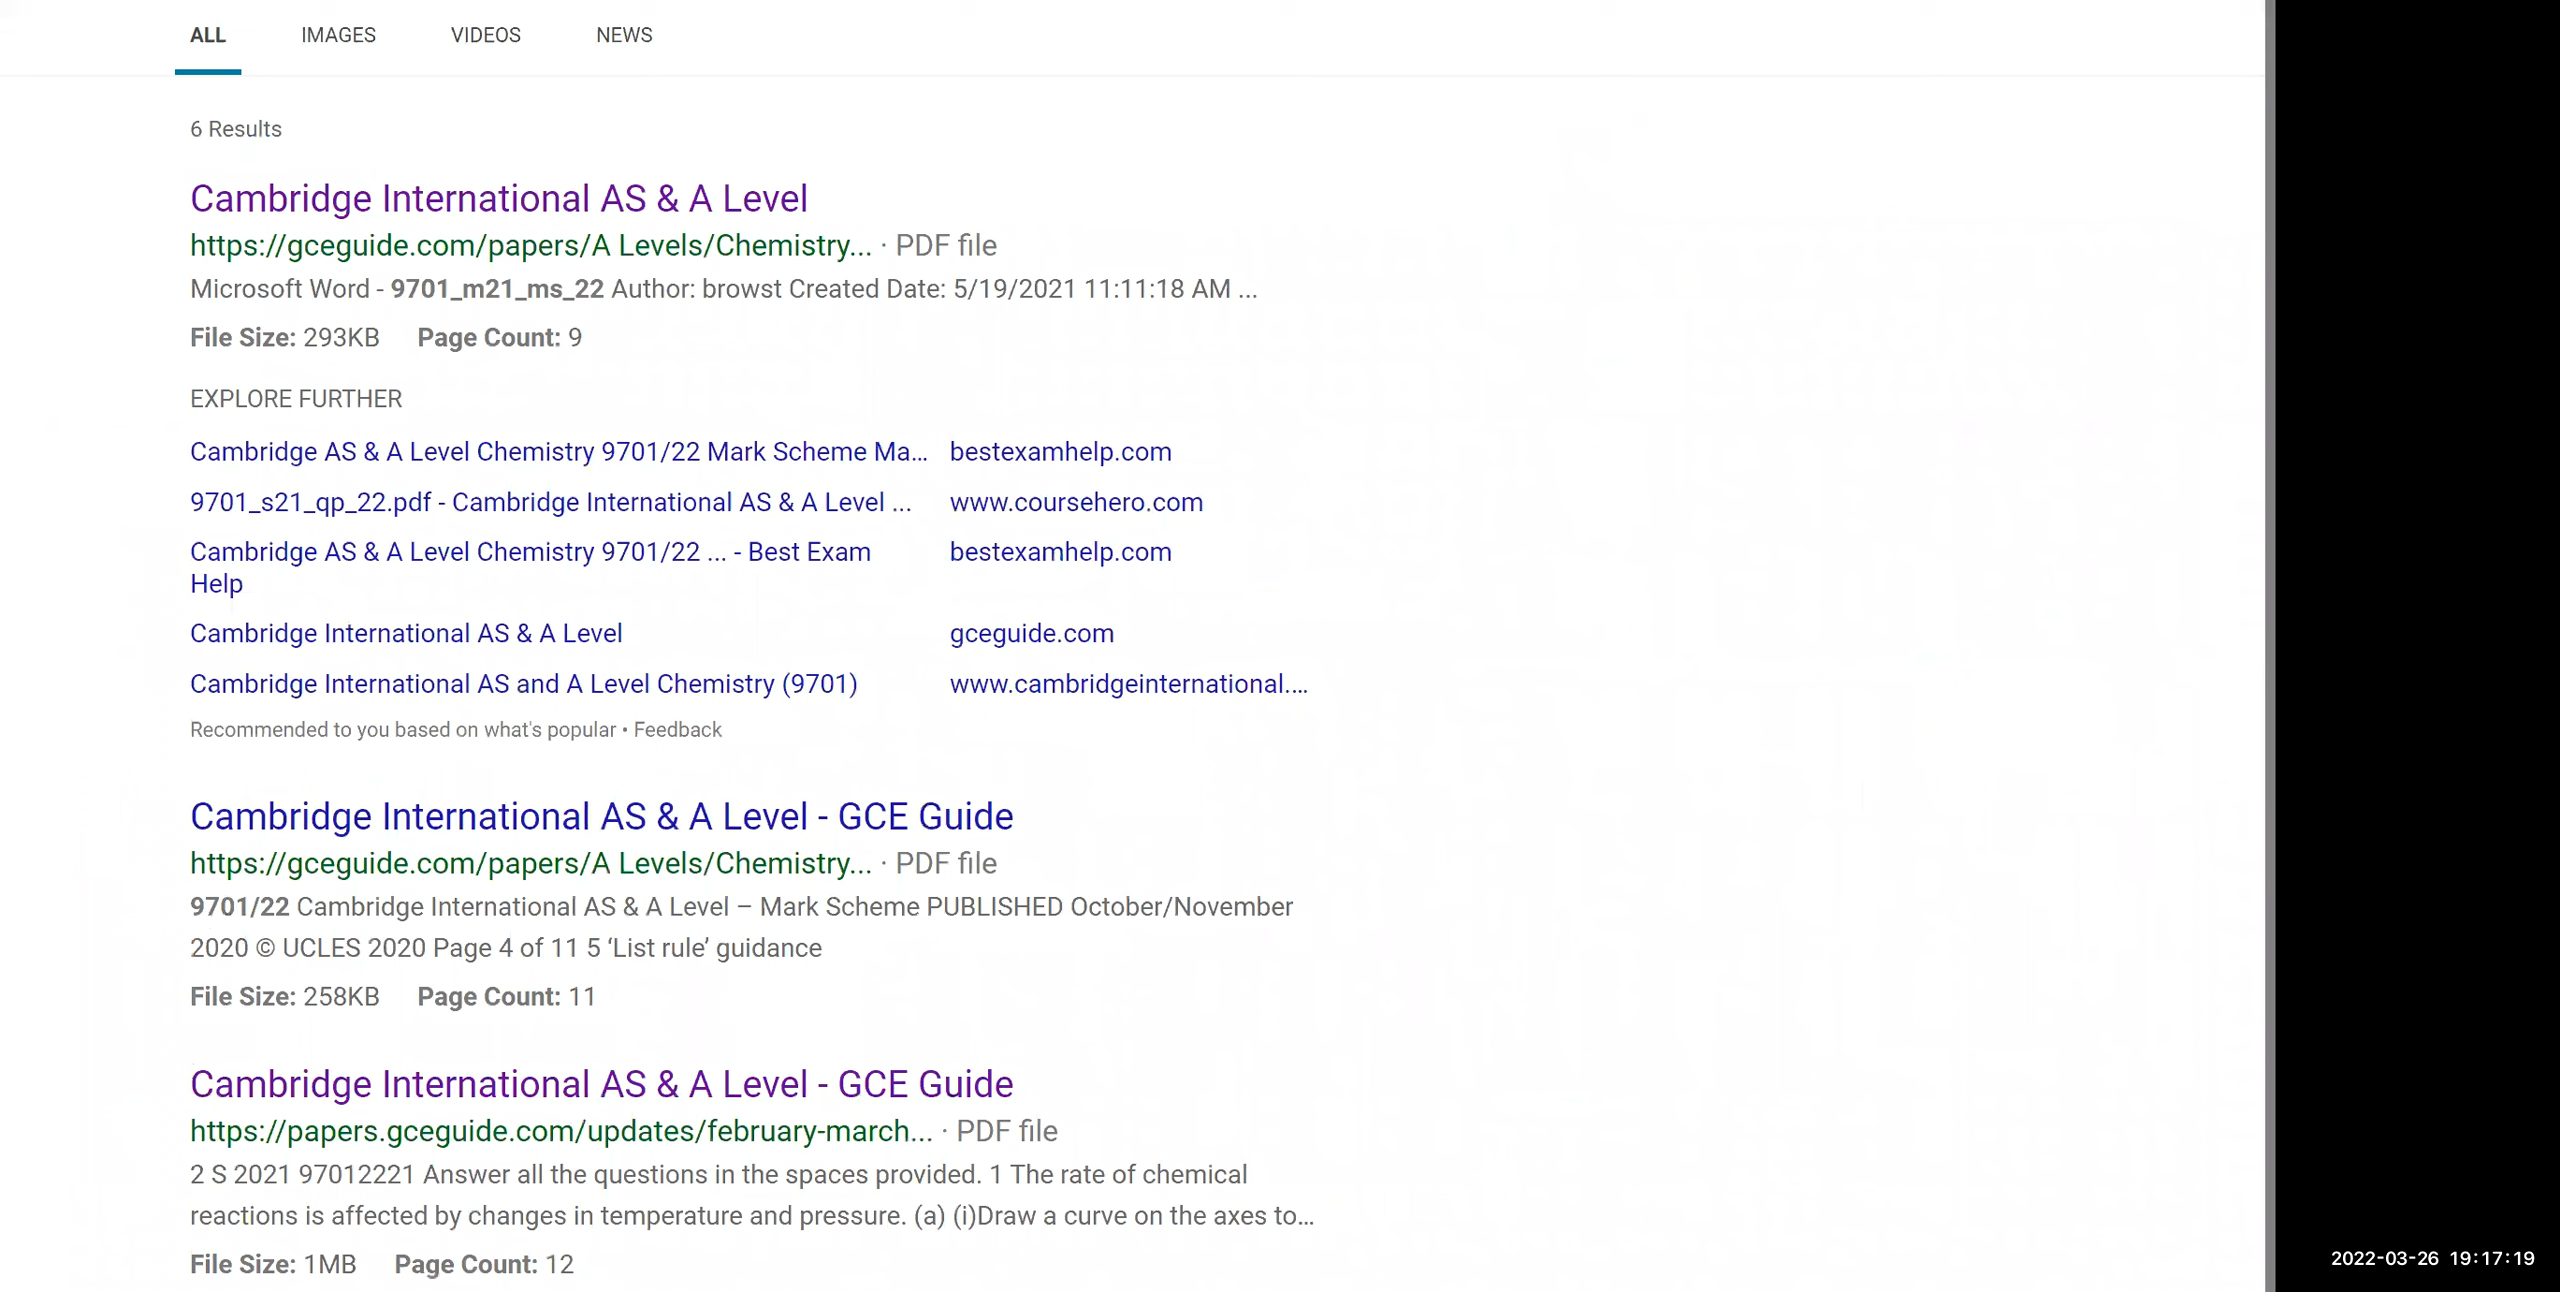 ALL IMAGES VIDEOS NEWS
6 Results
Cambridge International AS & A Level
https://gceguide.com/papers/A Levels/Chemistry... · PDF file
Microsoft Word - 9701_m21_ms_22 Author: browst Created Date: 5/19/2021 11:11:18 AM ...
File Size: 293KB Page Count: 9
EXPLORE FURTHER
Cambridge AS & A Level Chemistry 9701/22 Mark Scheme Ma... bestexamhelp.com
9701_s21_qp_22.pdf - Cambridge International AS & A Level ... www.coursehero.com
Cambridge AS & A Level Chemistry 9701/22 ... - Best Exam bestexamhelp.com
Help
Cambridge International AS & A Level gceguide.com
Cambridge International AS and A Level Chemistry (9701) www.cambridgeinternational....
Recommended to you based on what's popular • Feedback
Cambridge International AS & A Level - GCE Guide
https://gceguide.com/papers/A Levels/Chemistry... · PDF file
9701/22 Cambridge International AS & A Level – Mark Scheme PUBLISHED October/November
2020 © UCLES 2020 Page 4 of 11 5 ‘List rule’ guidance
File Size: 258KB Page Count: 11
Cambridge International AS & A Level - GCE Guide
https://papers.gceguide.com/updates/february-march... · PDF file
2 S 2021 97012221 Answer all the questions in the spaces provided. 1 The rate of chemical
reactions is affected by changes in temperature and pressure. (a) (i)Draw a curve on the axes to...
File Size: 1MB Page Count: 12
2022-03-26 19:17:19